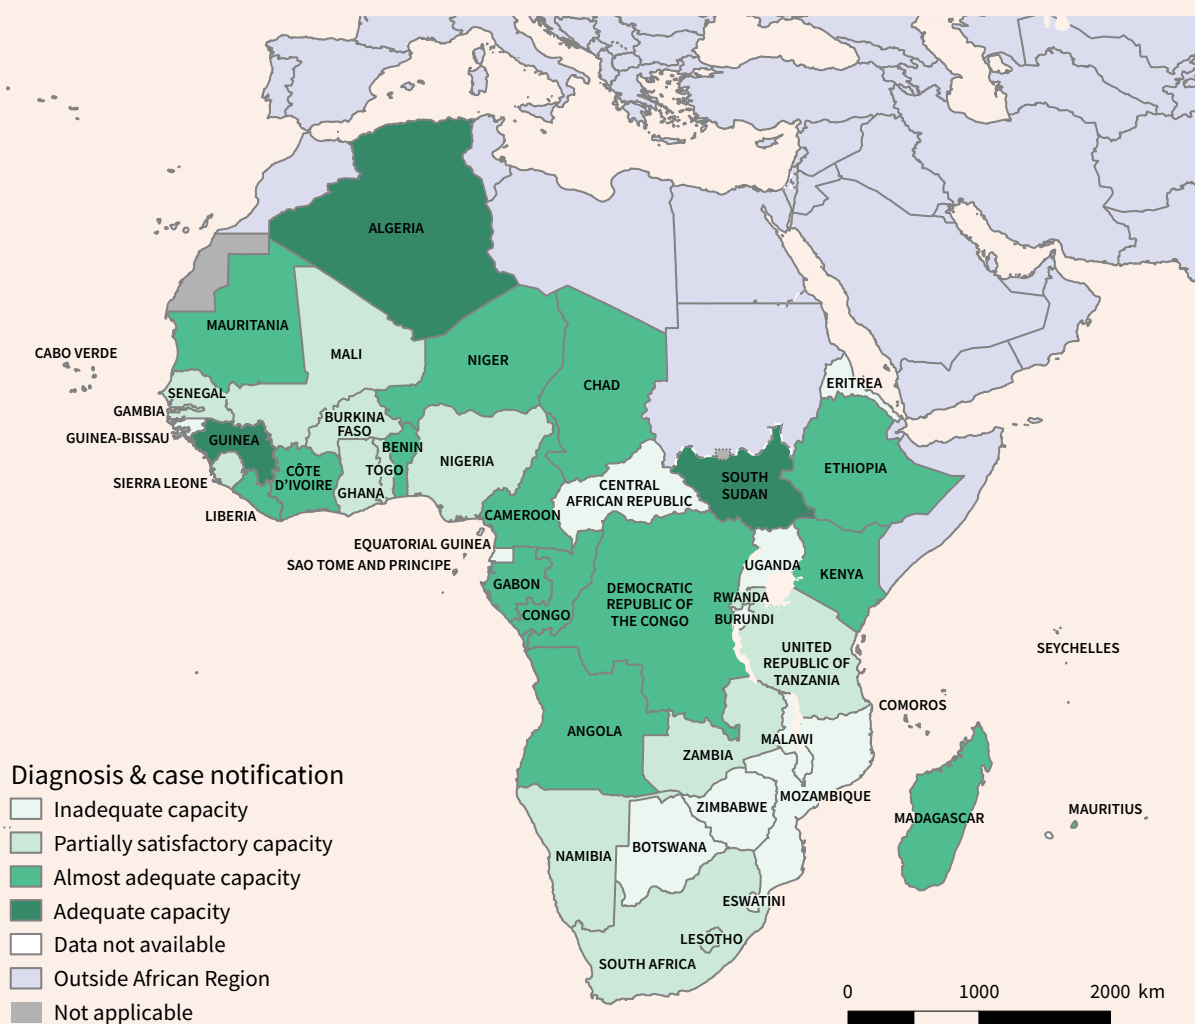 ALGERIA
MAURITANIA
MALI
NIGER
CHAD
CABO VERDE
ERITREA
SENEGAL
GAMBIA
BURKINA
FASO
GUINEA-BISSAU
GUINEA
BENIN
CÔTE
D'IVOIRE
TOGO
NIGERIA
ETHIOPIA
SIERRA LEONE
GHANA
CENTRAL
AFRICAN REPUBLIC
SOUTH
SUDAN
LIBERIA
CAMEROON
EQUATORIAL GUINEA
SAO TOME AND PRINCIPE
GABON
CONGO
DEMOCRATIC
REPUBLIC OF
THE CONGO
UGANDA
KENYA
RWANDA
BURUNDI
UNITED
REPUBLIC OF
TANZANIA
SEYCHELLES
COMOROS
ANGOLA
ZAMBIA
MALAWI
MOZAMBIQUE
ZIMBABWE
MADAGASCAR
MAURITIUS
NAMIBIA
BOTSWANA
ESWATINI
LESOTHO
SOUTH AFRICA
Diagnosis & case notification
Inadequate capacity
Partially satisfactory capacity
Almost adequate capacity
Adequate capacity
Data not available
Outside African Region
Not applicable
0 1000 2000 km